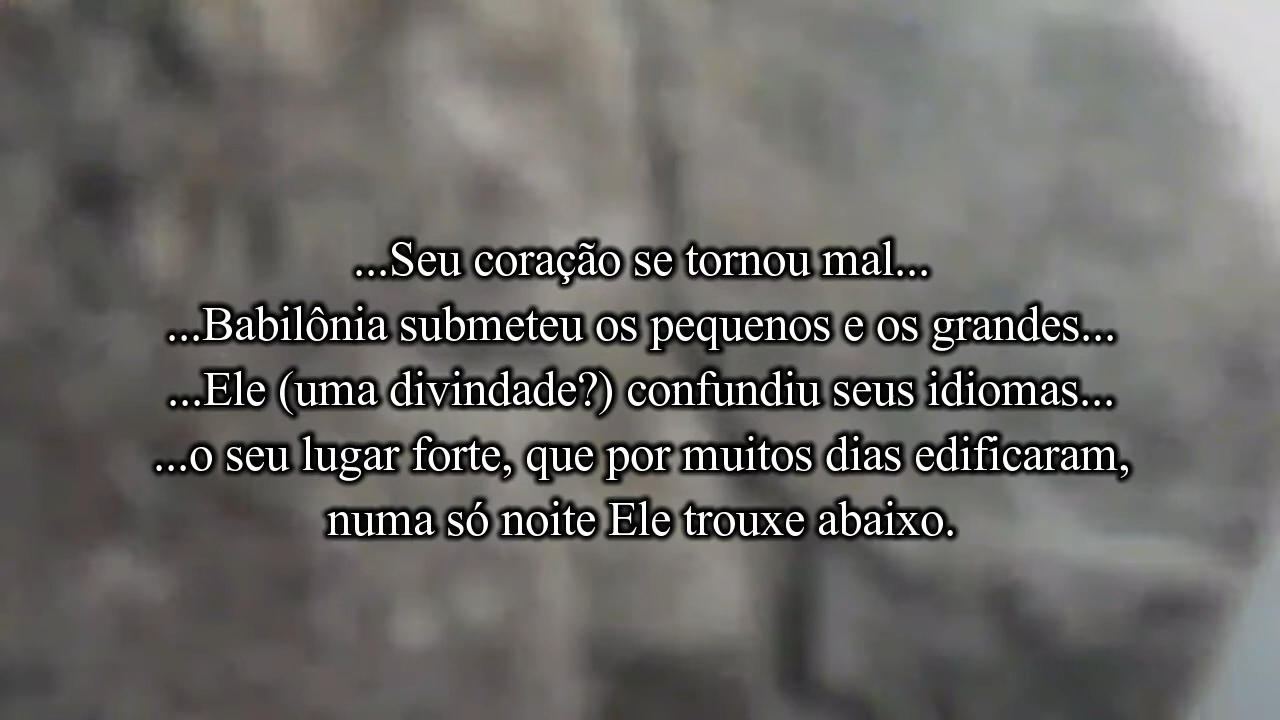 ...Seu coração se tornou mal...
...Babilônia submeteu os pequenos e os grandes...
...Ele (uma divindade?) confundiu seus idiomas...
...o seu lugar forte, que por muitos dias edificaram,
numa só noite Ele trouxe abaixo.